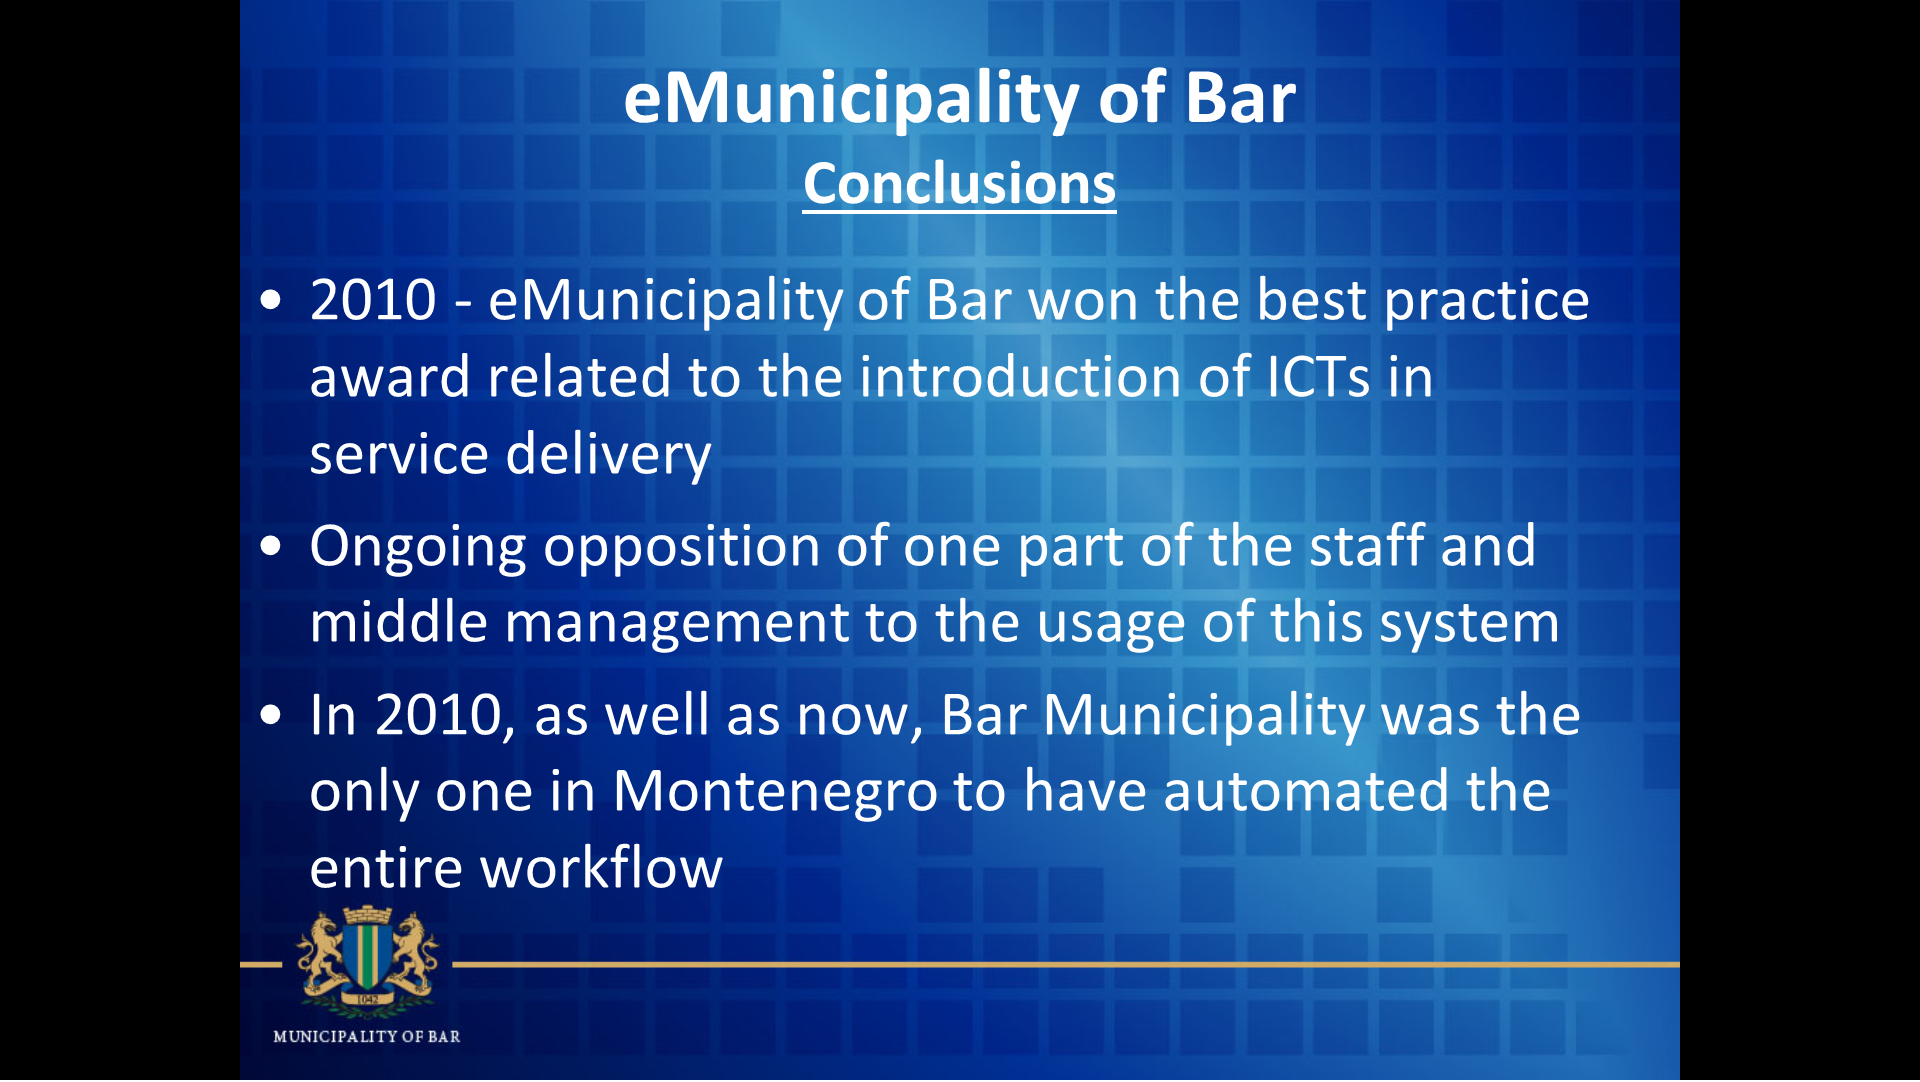 eMunicipality of Bar
Conclusions
• 2010 - eMunicipality of Bar won the best practice
award related to the introduction of ICTs in
service delivery
• Ongoing opposition of one part of the staff and
middle management to the usage of this system
• In 2010, as well as now, Bar Municipality was the
only one in Montenegro to have automated the
entire workflow
1042
MUNICIPALITY OF BAR